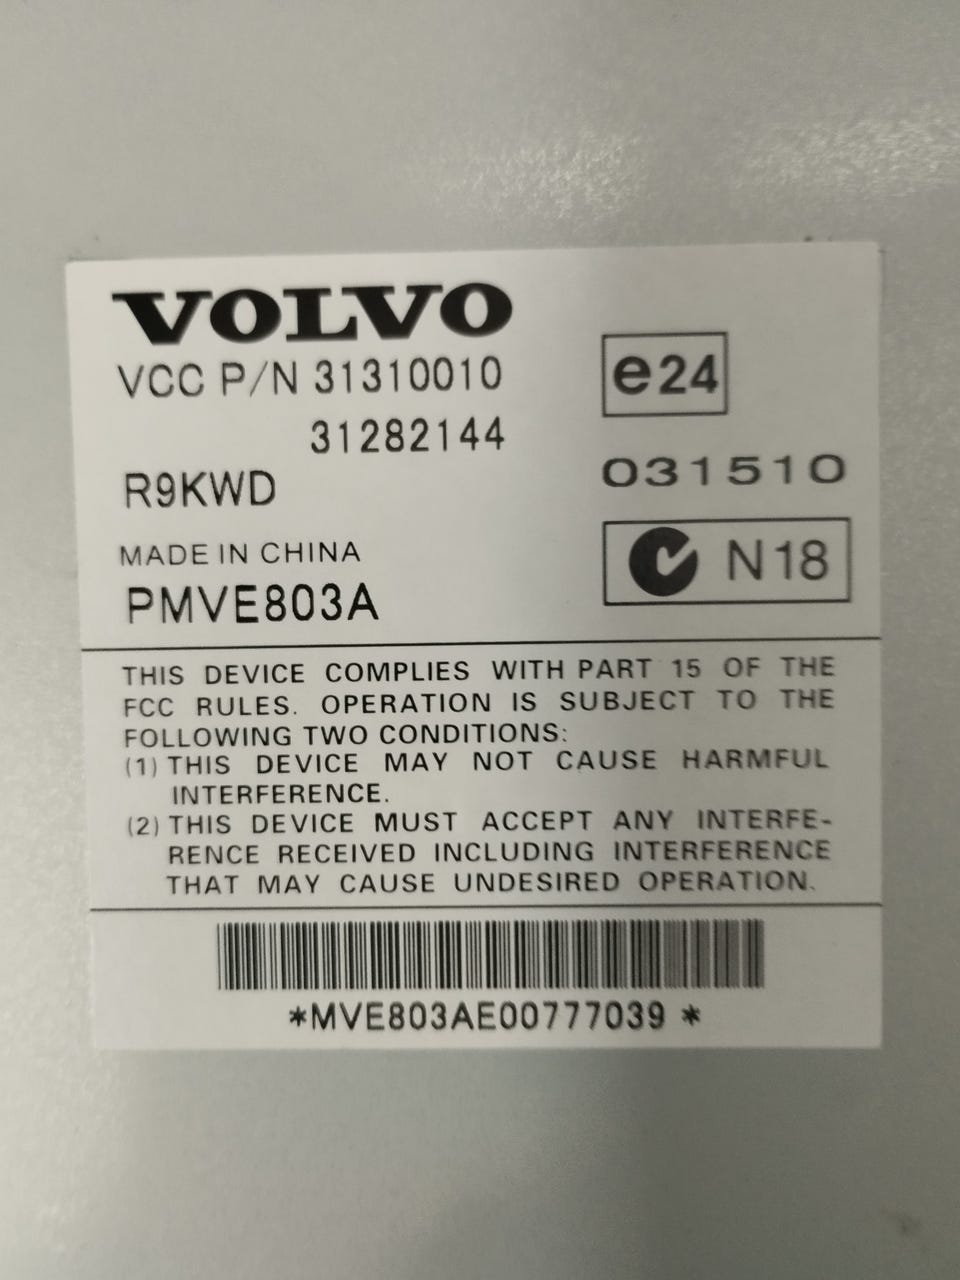 VOLVO
VCC P/N 31310010
31282144
R9KWD
MADE IN CHINA
PMVE803A
e24
031510
N18
THIS DEVICE COMPLIES WITH PART 15 OF THE
FCC RULES. OPERATION IS SUBJECT TO THE
FOLLOWING TWO CONDITIONS:
(1) THIS DEVICE MAY NOT CAUSE HARMFUL
INTERFERENCE.
(2) THIS DEVICE MUST ACCEPT ANY INTERFE-
RENCE RECEIVED INCLUDING INTERFERENCE
THAT MAY CAUSE UNDESIRED OPERATION.
*MVE803AE00777039 *